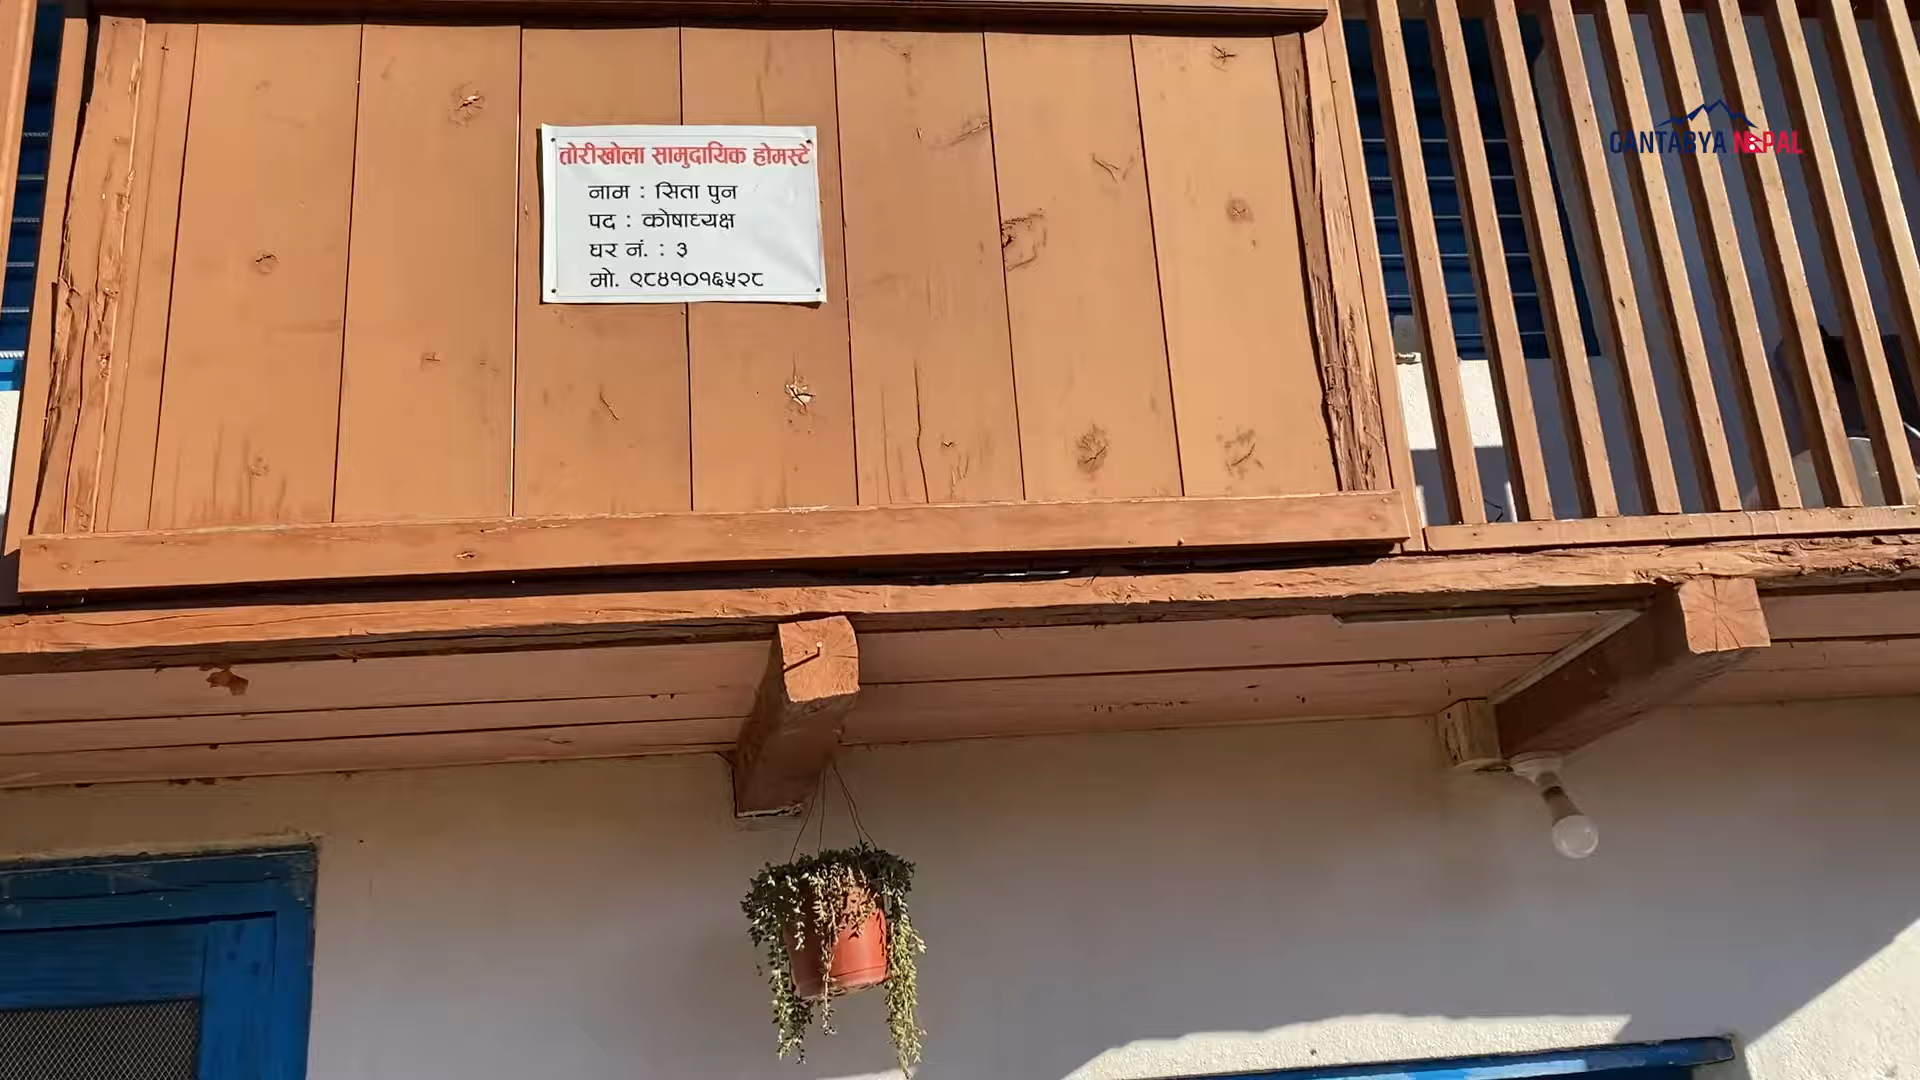 तोरीखोला सामुदायिक होमस्टे
नाम : सिता पुन
पद : कोषाध्यक्ष
घर नं. : ३
मो. ९८४१०१६५२८
GANTABYA NEPAL